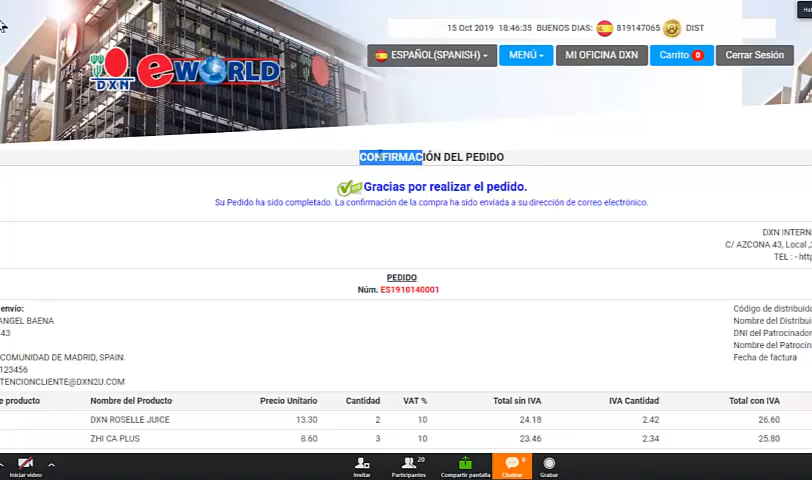 15 Oct 2019 18:46:35 BUENOS DIAS: 819147065 DIST
ESPAÑOL(SPANISH) MENÚ MI OFICINA DXN Carrito 0 Cerrar Sesión
DXN eWORLD
CONFIRMACIÓN DEL PEDIDO
Gracias por realizar el pedido.
Su Pedido ha sido completado. La confirmación de la compra ha sido enviada a su dirección de correo electrónico.
DXN INTERN
C/ AZCONA 43, Local ,
TEL : - http
PEDIDO
Núm. ES1910140001
envío:
ANGEL BAENA
43
COMUNIDAD DE MADRID, SPAIN.
123456
TENCIONCLIENTE@DXN2U.COM
Código de distribuido
Nombre del Distribui
DNI del Patrocinador
Nombre del Patrocin
Fecha de factura
e producto Nombre del Producto Precio Unitario Cantidad VAT % Total sin IVA IVA Cantidad Total con IVA
DXN ROSELLE JUICE 13.30 2 10 24.18 2.42 26.60
ZHI CA PLUS 8.60 3 10 23.46 2.34 25.80
Iniciar video Invitar Participantes 20 Compartir pantalla Chatear 6 Grabar